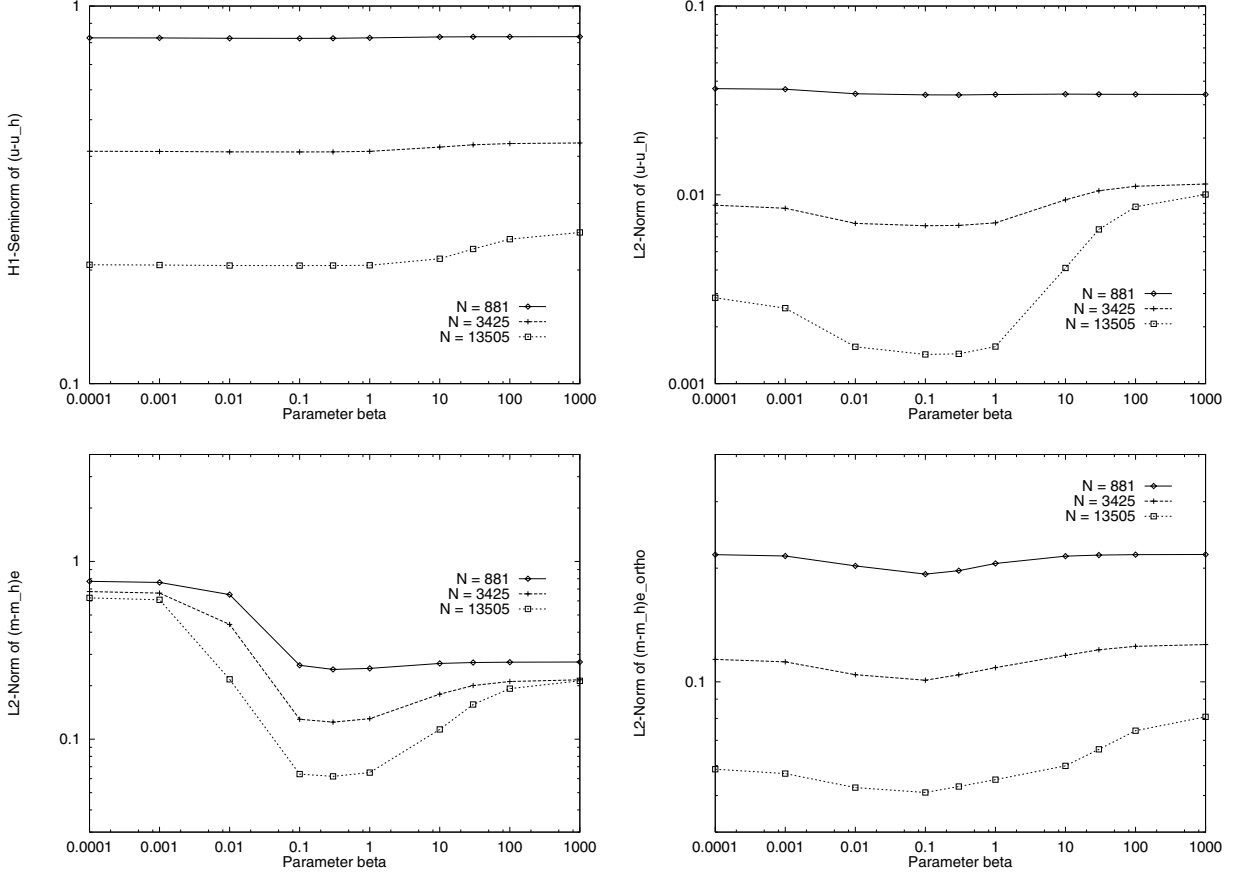 H1-Seminorm of (u-u_h)
1
0.1
N = 881
N = 3425
N = 13505
0.0001 0.001 0.01 0.1 1 10 100 1000
Parameter beta
L2-Norm of (u-u_h)
0.1
0.01
0.001
N = 881
N = 3425
N = 13505
0.0001 0.001 0.01 0.1 1 10 100 1000
Parameter beta
L2-Norm of (m-m_h)e
1
0.1
N = 881
N = 3425
N = 13505
0.0001 0.001 0.01 0.1 1 10 100 1000
Parameter beta
L2-Norm of (m-m_h)e_ortho
0.1
N = 881
N = 3425
N = 13505
0.0001 0.001 0.01 0.1 1 10 100 1000
Parameter beta